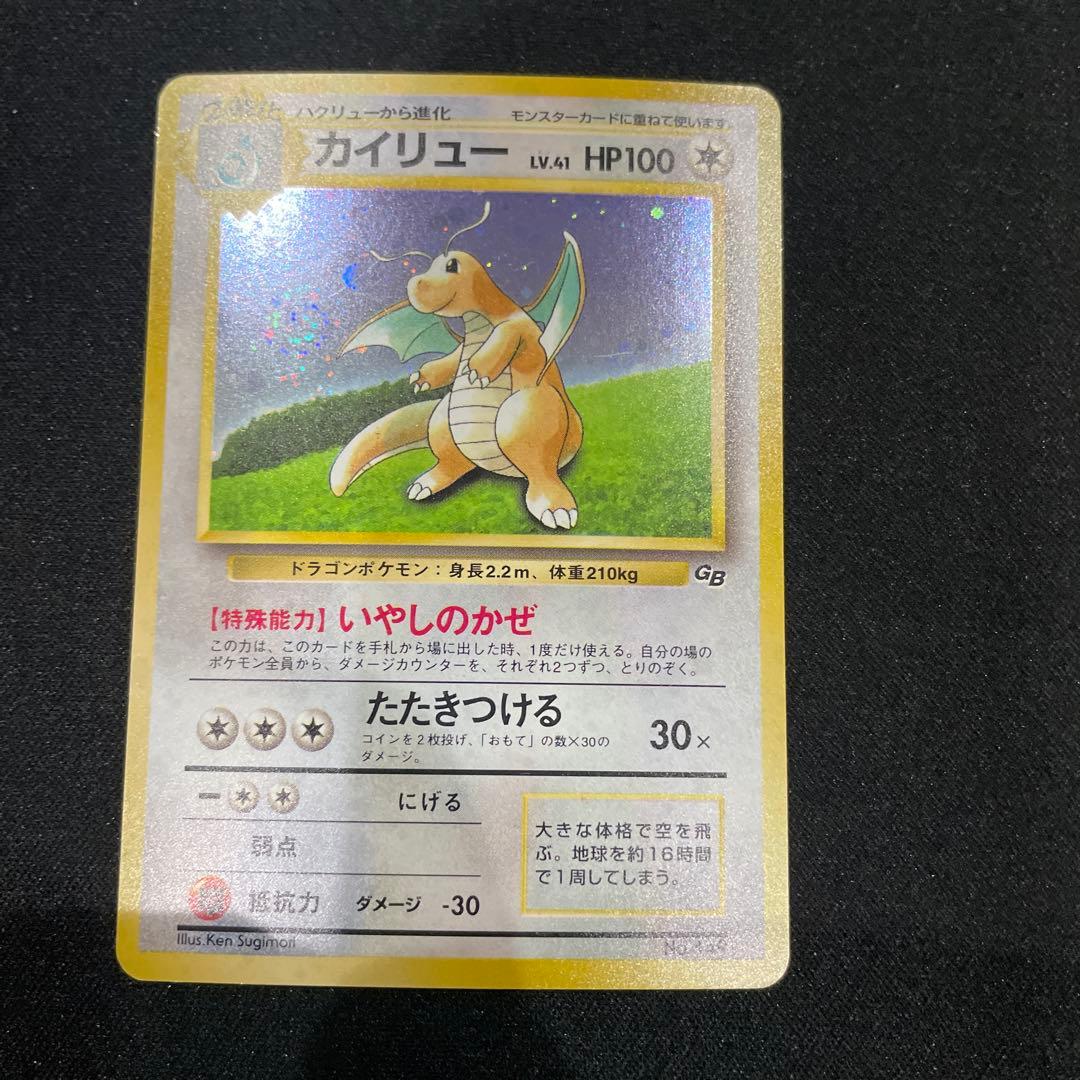 ハクリューから進化
モンスターカードに重ねて使います。
カイリュー LV.41 HP100
ドラゴンポケモン：身長2.2m、体重210kg
GB
【特殊能力】いやしのかぜ
この力は、このカードを手札から場に出した時、1度だけ使える。自分の場の
ポケモン全員から、ダメージカウンターを、それぞれ2つずつ、とりのぞく。
たたきつける
コインを2枚投げ、「おもて」の数×30の
ダメージ。
30×
にげる
弱点
抵抗力 ダメージ -30
大きな体格で空を飛
ぶ。地球を約16時間
で1周してしまう。
Illus.Ken Sugimori
No.149